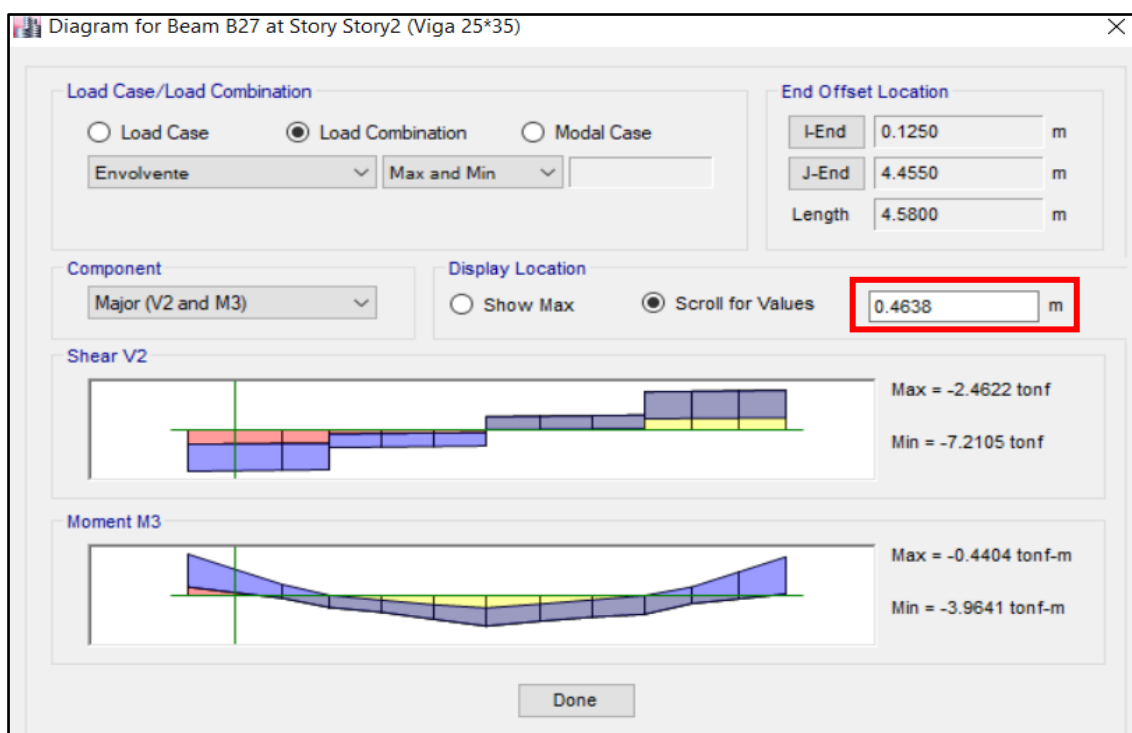 Diagram for Beam B27 at Story Story2 (Viga 25*35)
Load Case/Load Combination
Load Case
Load Combination
Modal Case
Envolvente
Max and Min
End Offset Location
I-End
0.1250
m
J-End
4.4550
m
Length
4.5800
m
Component
Major (V2 and M3)
Display Location
Show Max
Scroll for Values
0.4638
m
Shear V2
Max = -2.4622 tonf
Min = -7.2105 tonf
Moment M3
Max = -0.4404 tonf-m
Min = -3.9641 tonf-m
Done